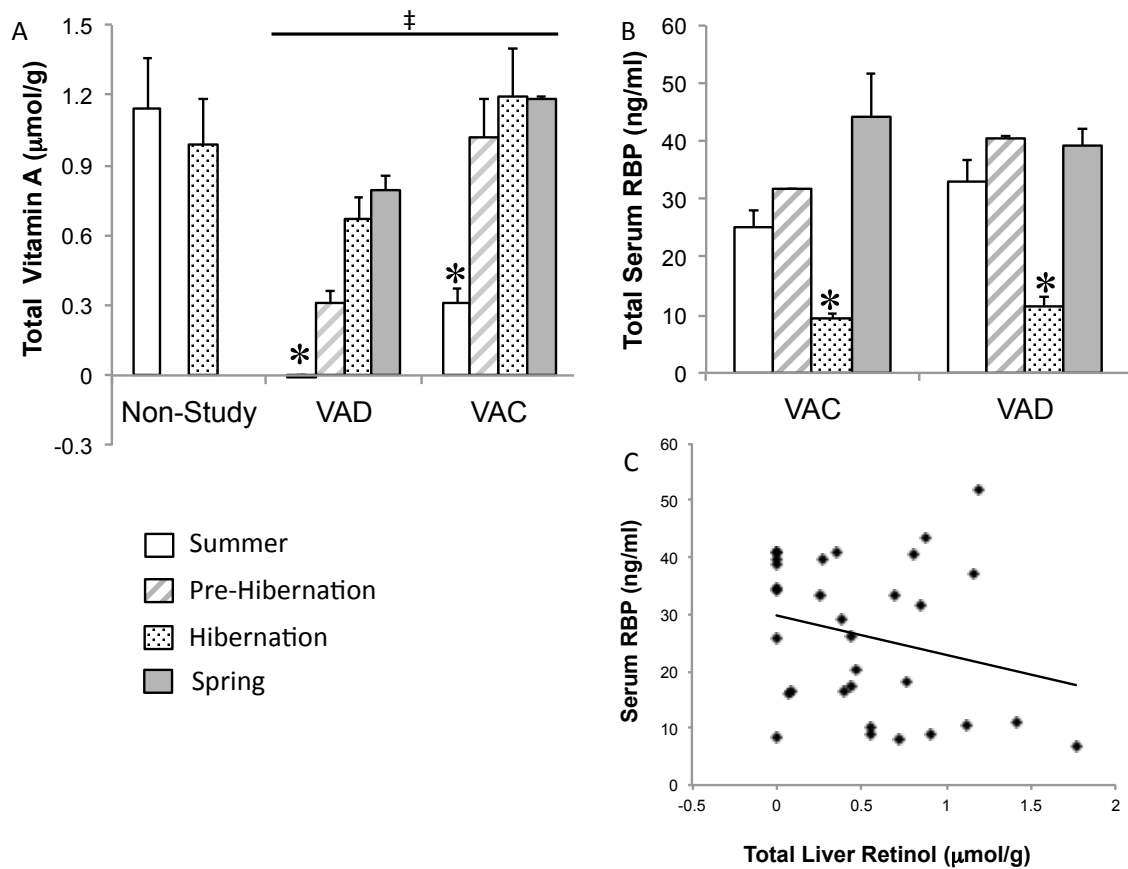 A
‡
Total Vitamin A (μmol/g)
1.5
1.2
0.9
0.6
0.3
0
-0.3
*
*
Non-Study
VAD
VAC
B
Total Serum RBP (ng/ml)
60
50
40
30
20
10
0
*
*
VAC
VAD
Summer
Pre-Hibernation
Hibernation
Spring
C
Serum RBP (ng/ml)
60
50
40
30
20
10
0
-0.5
0
0.5
1
1.5
2
Total Liver Retinol (μmol/g)